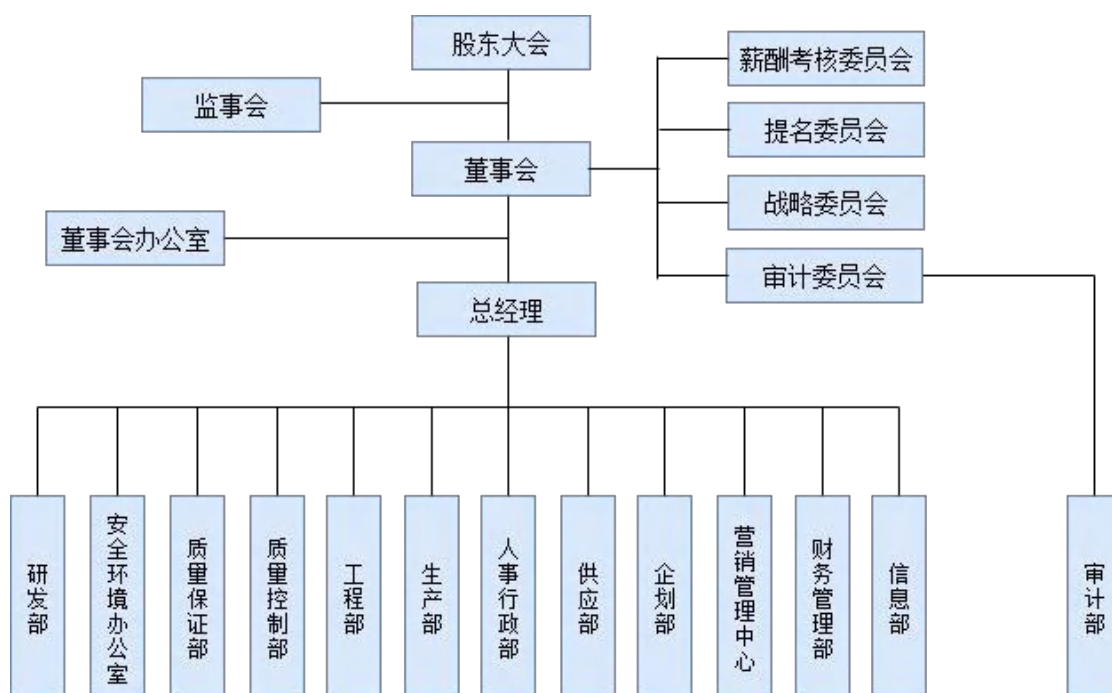 股东大会
薪酬考核委员会
监事会
提名委员会
董事会
战略委员会
董事会办公室
审计委员会
总经理
研发部
安全环境办公室
质量保证部
质量控制部
工程部
生产部
人事行政部
供应部
企划部
营销管理中心
财务管理部
信息部
审计部